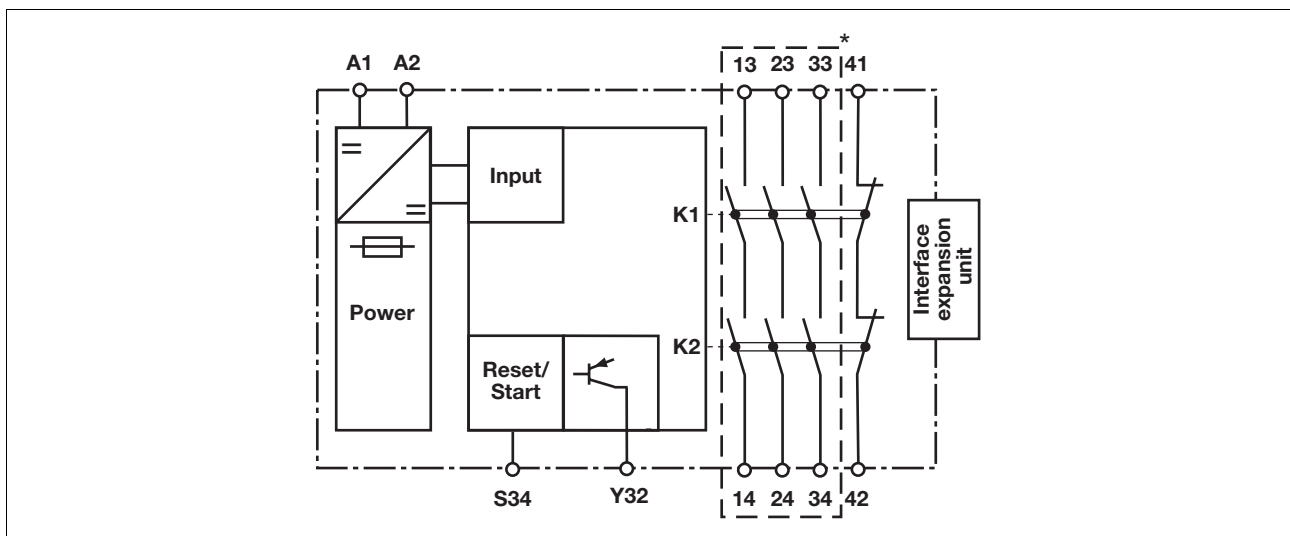 A1 A2
13 23 33 41 *
Input
K1
Interface
expansion
unit
Power
K2
Reset/
Start
S34 Y32
14 24 34 42